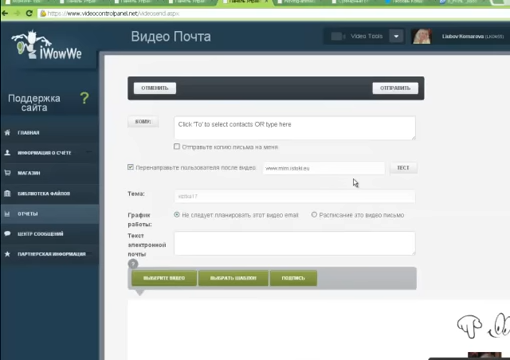 https://www.videocontrolpanel.net/videosend.aspx
iWowWe
Видео Почта
Video Tools
Liubov Komarova
Поддержка сайта
?
ОТМЕНИТЬ
ОТПРАВИТЬ
КОМУ:
Click 'To' to select contacts OR type here
Отправьте копию письма на меня
Перенаправьте пользователя после видео:
ТЕСТ
Тема:
График работы:
Не следует планировать этот видео email
Расписание это видео письмо
Текст электронной почты
?
ВЫБЕРИТЕ ВИДЕО
ВЫБРАТЬ ШАБЛОН
ПОДПИСЬ
ГЛАВНАЯ
ИНФОРМАЦИЯ О СЧЕТЕ
МАГАЗИН
БИБЛИОТЕКА ФАЙЛОВ
ОТЧЕТЫ
ЦЕНТР СООБЩЕНИЙ
ПАРТНЕРСКАЯ ИНФОРМАЦИЯ